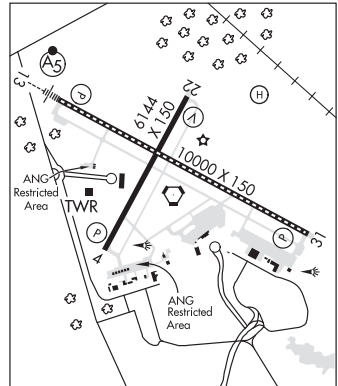 A5
13
P
6144
X 150
22
V
H
10000 X 150
ANG
Restricted
Area
TWR
P
4
P
31
ANG
Restricted
Area